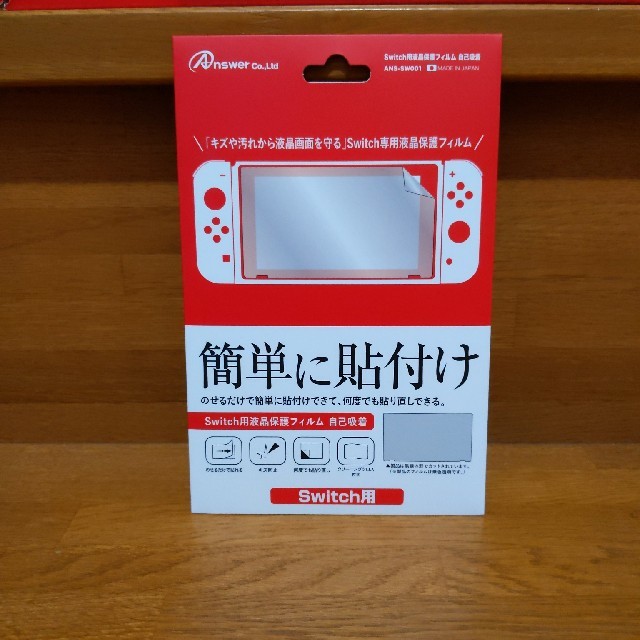 Answer Co.,Ltd
Switch用液晶保護フィルム 自己吸着
ANS-SW001 MADE IN JAPAN
「キズや汚れから液晶画面を守る」Switch専用液晶保護フィルム
簡単に貼付け
のせるだけで簡単に貼付けできて、何度でも貼り直しできる。
Switch用液晶保護フィルム 自己吸着
キズ防止
Switch用